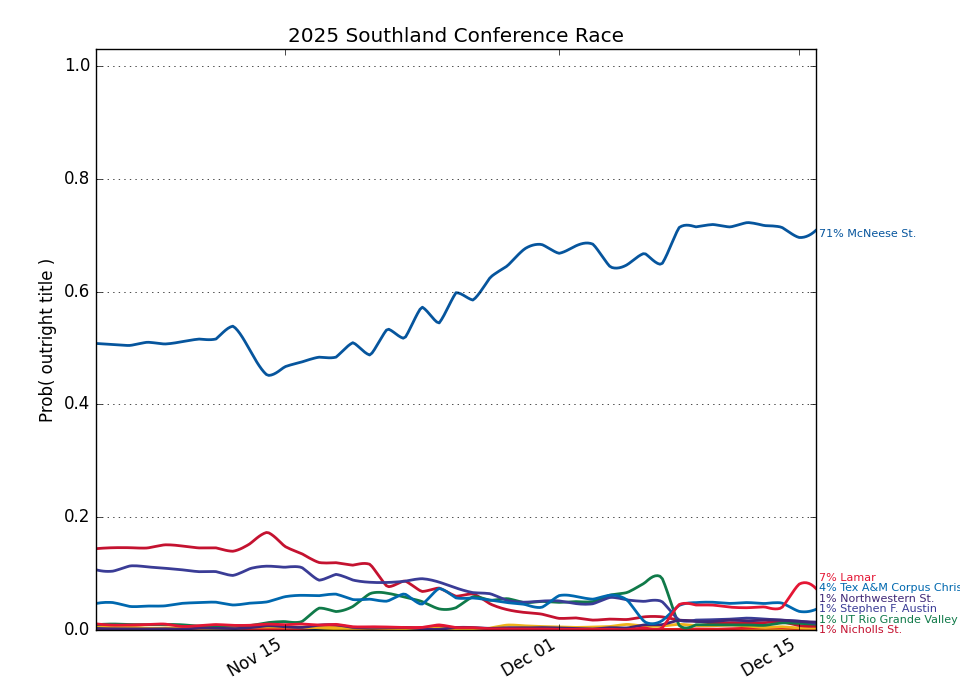 2025 Southland Conference Race
1.0
0.8
0.6
0.4
0.2
0.0
Prob( outright title )
Nov 15
Dec 01
Dec 15
71% McNeese St.
7% Lamar
4% Tex A&M Corpus Chris
1% Northwestern St.
1% Stephen F. Austin
1% UT Rio Grande Valley
1% Nicholls St.